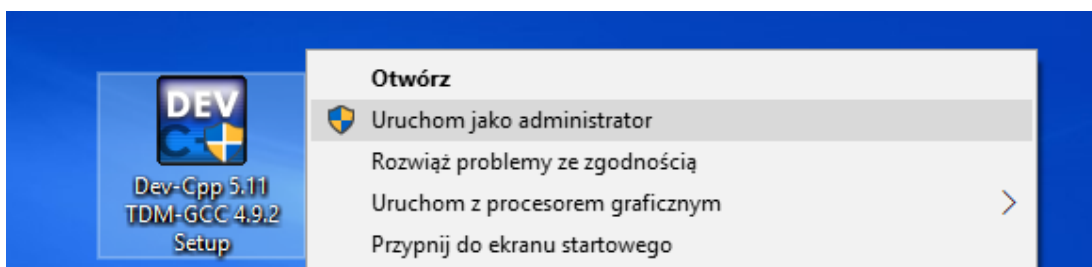 DEV
C++
Dev-Cpp 5.11
TDM-GCC 4.9.2
Setup
Otwórz
Uruchom jako administrator
Rozwiąż problemy ze zgodnością
Uruchom z procesorem graficznym
Przypnij do ekranu startowego